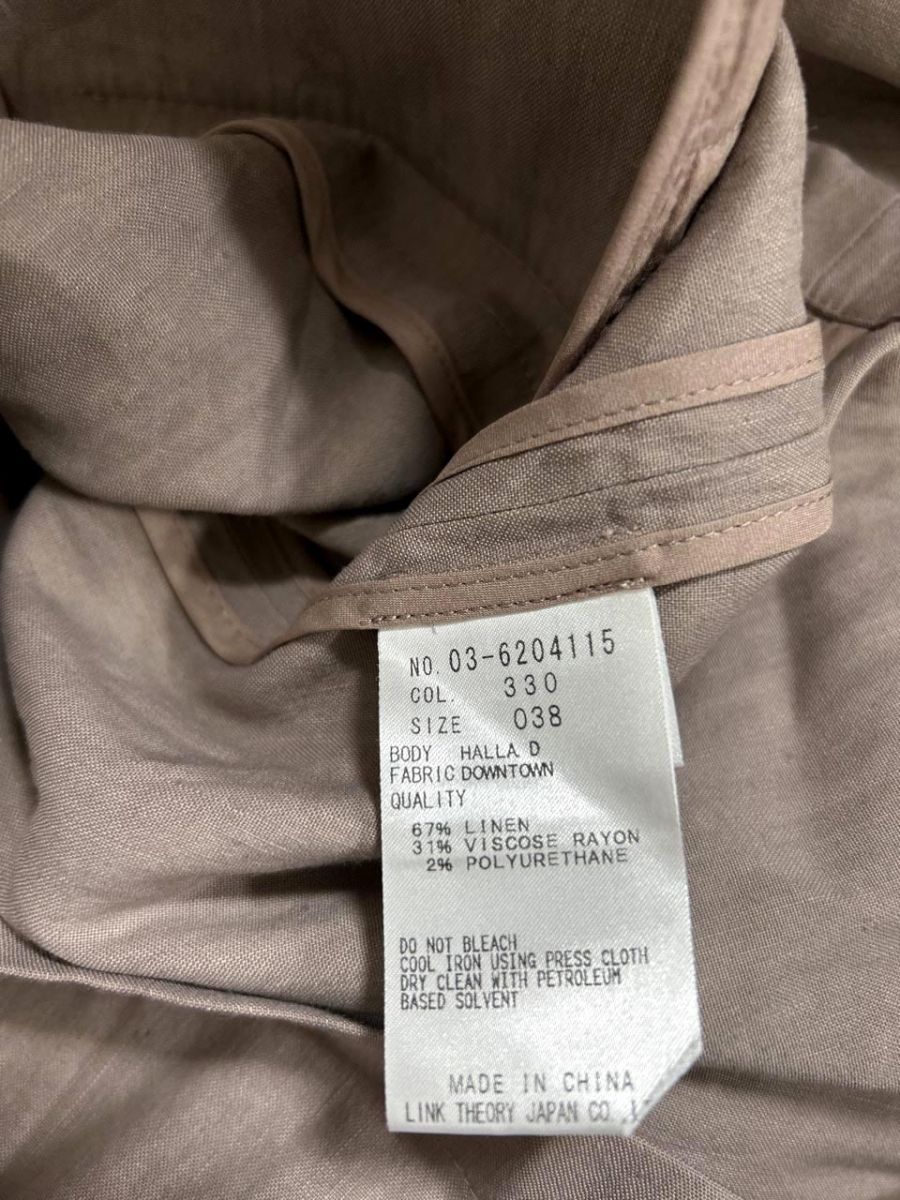 NO. 03-6204115
COL. 330
SIZE 038
BODY HALLA D
FABRIC DOWNTOWN
QUALITY
67% LINEN
31% VISCOSE RAYON
2% POLYURETHANE
DO NOT BLEACH
COOL IRON USING PRESS CLOTH
DRY CLEAN WITH PETROLEUM
BASED SOLVENT
MADE IN CHINA
LINK THEORY JAPAN CO